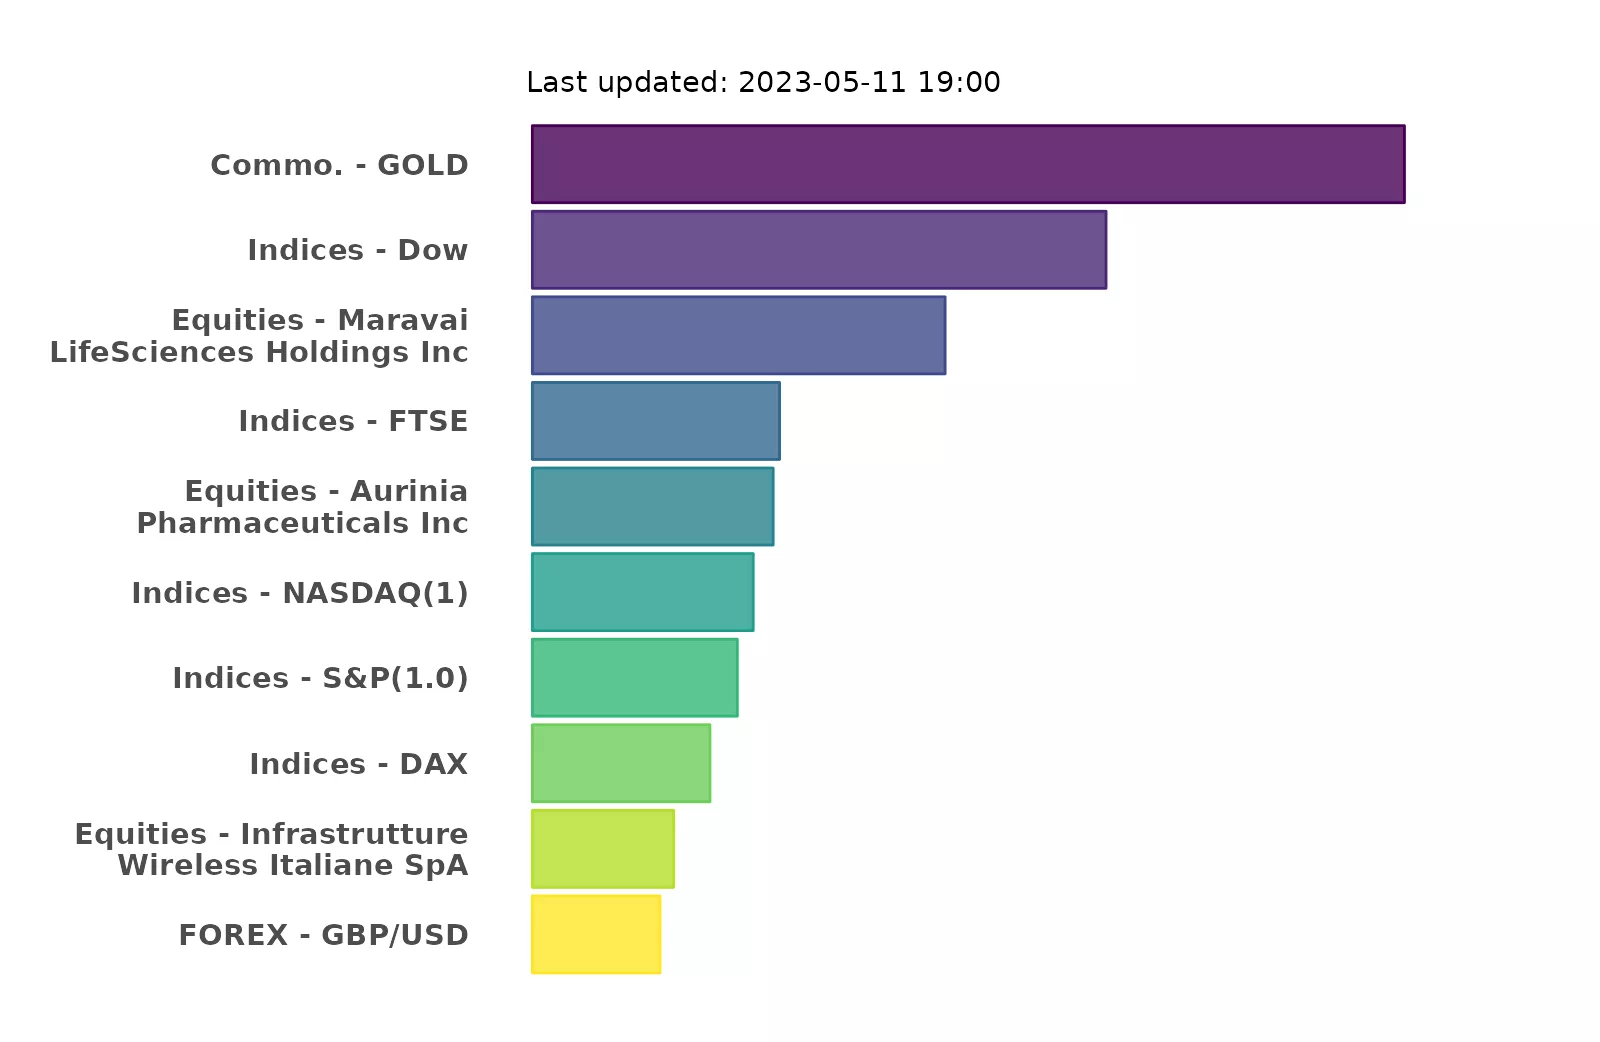 Last updated: 2023-05-11 19:00
Commo. - GOLD
Indices - Dow
Equities - Maravai
LifeSciences Holdings Inc
Indices - FTSE
Equities - Aurinia
Pharmaceuticals Inc
Indices - NASDAQ(1)
Indices - S&P(1.0)
Indices - DAX
Equities - Infrastrutture
Wireless Italiane SpA
FOREX - GBP/USD